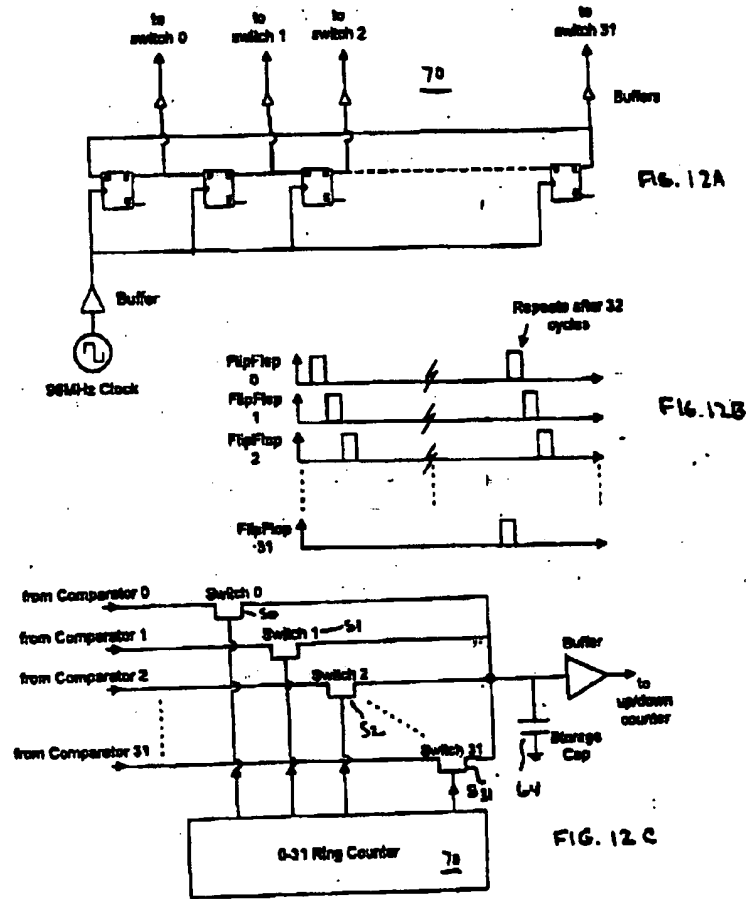 to switch 0
to switch 1
to switch 2
to switch 31
70
Buffers
FIG. 12A
Buffer
96MHz Clock
Repeats after 32 cycles
FlipFlop 0
FlipFlop 1
FlipFlop 2
FlipFlop 31
FIG. 12B
from Comparator 0
Switch 0
S0
from Comparator 1
Switch 1
S1
from Comparator 2
Switch 2
S2
from Comparator 31
Switch 31
S31
Buffer
to up/down counter
Storage Cap
64
0-31 Ring Counter
70
FIG. 12C